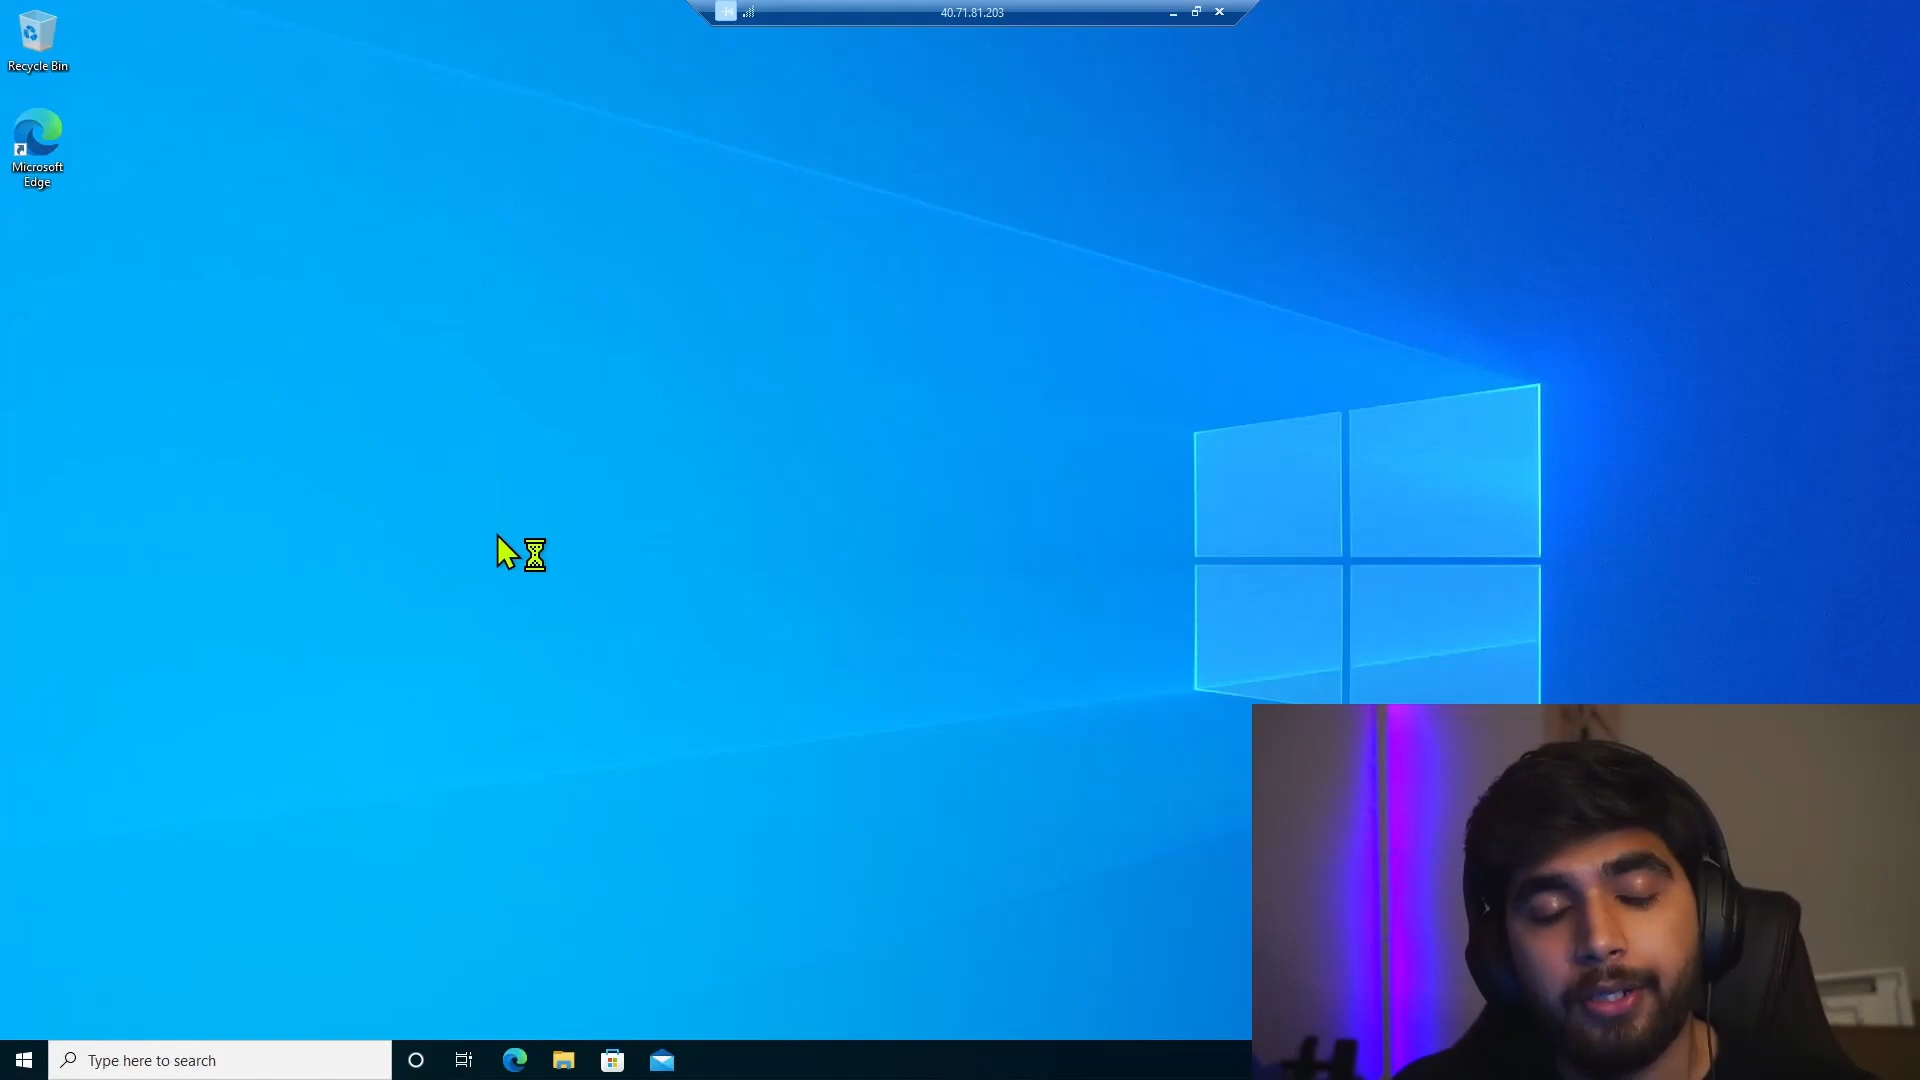 40.71.81.203
Recycle Bin
Microsoft
Edge
Type here to search